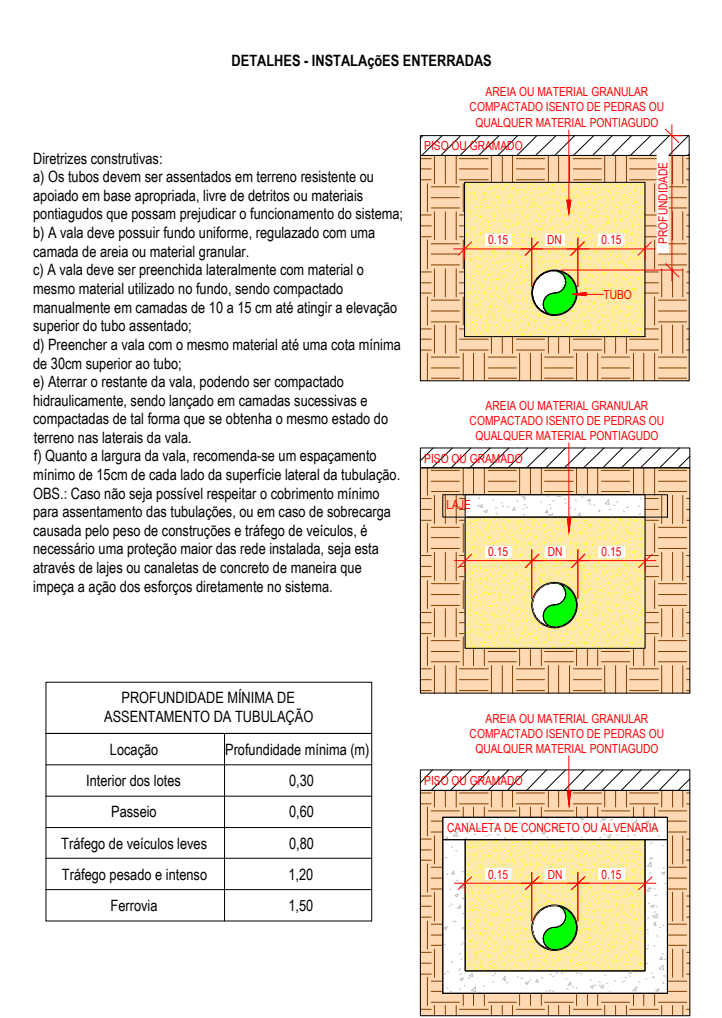 DETALHES - INSTALAçõES ENTERRADAS
Diretrizes construtivas:
a) Os tubos devem ser assentados em terreno resistente ou
apoiado em base apropriada, livre de detritos ou materiais
pontiagudos que possam prejudicar o funcionamento do sistema;
b) A vala deve possuir fundo uniforme, regulazado com uma
camada de areia ou material granular.
c) A vala deve ser preenchida lateralmente com material o
mesmo material utilizado no fundo, sendo compactado
manualmente em camadas de 10 a 15 cm até atingir a elevação
superior do tubo assentado;
d) Preencher a vala com o mesmo material até uma cota mínima
de 30cm superior ao tubo;
e) Aterrar o restante da vala, podendo ser compactado
hidraulicamente, sendo lançado em camadas sucessivas e
compactadas de tal forma que se obtenha o mesmo estado do
terreno nas laterais da vala.
f) Quanto a largura da vala, recomenda-se um espaçamento
mínimo de 15cm de cada lado da superfície lateral da tubulação.
OBS.: Caso não seja possível respeitar o cobrimento mínimo
para assentamento das tubulações, ou em caso de sobrecarga
causada pelo peso de construções e tráfego de veículos, é
necessário uma proteção maior das rede instalada, seja esta
através de lajes ou canaletas de concreto de maneira que
impeça a ação dos esforços diretamente no sistema.
PROFUNDIDADE MÍNIMA DE
ASSENTAMENTO DA TUBULAÇÃO
Locação Profundidade mínima (m)
Interior dos lotes 0,30
Passeio 0,60
Tráfego de veículos leves 0,80
Tráfego pesado e intenso 1,20
Ferrovia 1,50
AREIA OU MATERIAL GRANULAR
COMPACTADO ISENTO DE PEDRAS OU
QUALQUER MATERIAL PONTIAGUDO
PISO OU GRAMADO
PROFUNDIDADE
0.15 DN 0.15
TUBO
AREIA OU MATERIAL GRANULAR
COMPACTADO ISENTO DE PEDRAS OU
QUALQUER MATERIAL PONTIAGUDO
PISO OU GRAMADO
LAJE
0.15 DN 0.15
AREIA OU MATERIAL GRANULAR
COMPACTADO ISENTO DE PEDRAS OU
QUALQUER MATERIAL PONTIAGUDO
PISO OU GRAMADO
CANALETA DE CONCRETO OU ALVENARIA
0.15 DN 0.15